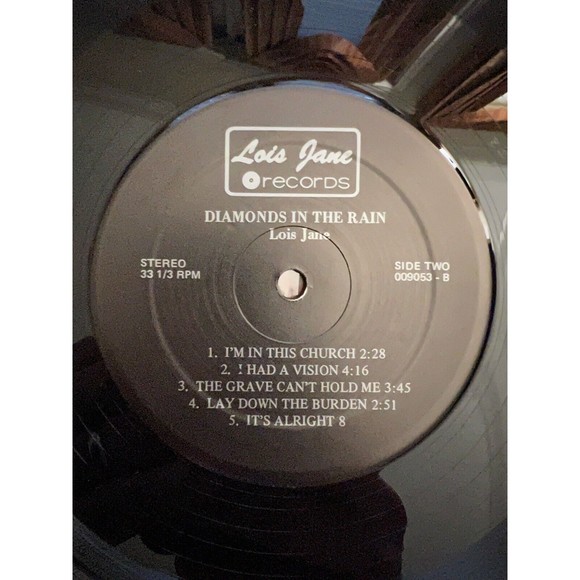 Lois Jane
records
DIAMONDS IN THE RAIN
Lois Jane
STEREO
33 1/3 RPM
SIDE TWO
009053 - B
1. I'M IN THIS CHURCH 2:28
2. I HAD A VISION 4:16
3. THE GRAVE CAN'T HOLD ME 3:45
4. LAY DOWN THE BURDEN 2:51
5. IT'S ALRIGHT 8